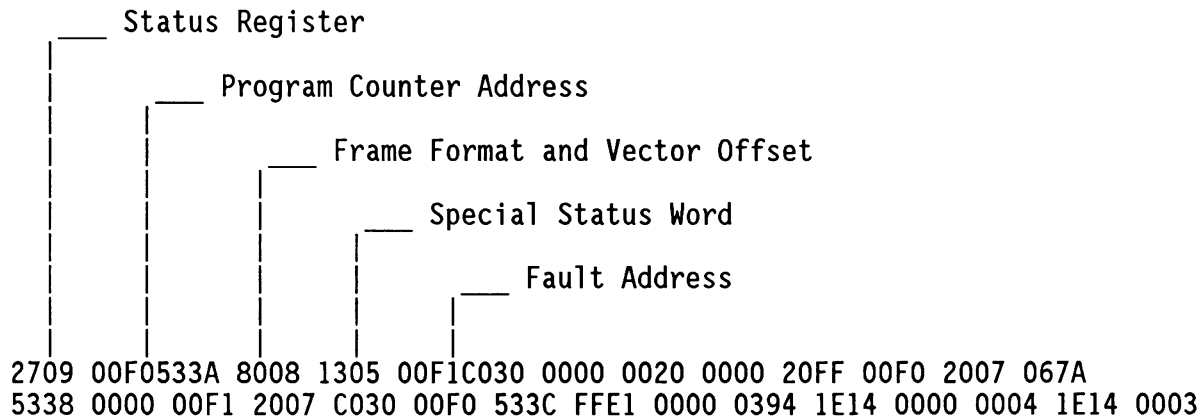 Status Register
Program Counter Address
Frame Format and Vector Offset
Special Status Word
Fault Address
2709 00F0533A 8008 1305 00F1C030 0000 0020 0000 20FF 00F0 2007 067A
5338 0000 00F1 2007 C030 00F0 533C FFE1 0000 0394 1E14 0000 0004 1E14 0003